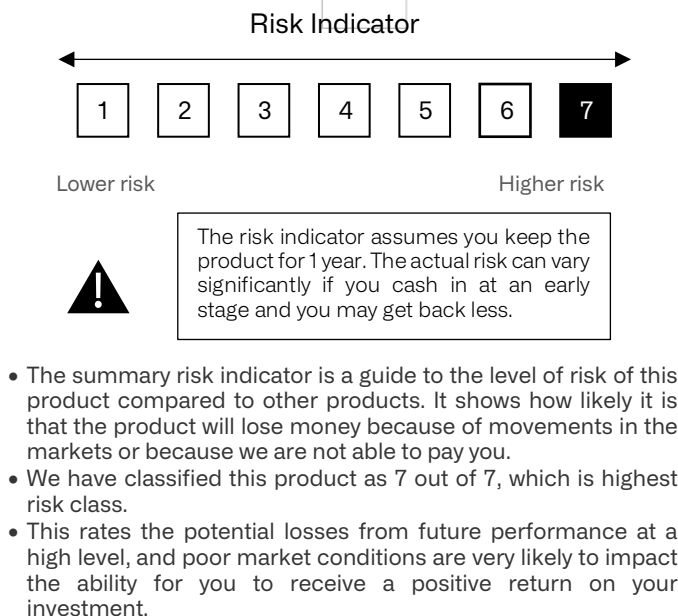 Risk Indicator
1 2 3 4 5 6 7
Lower risk Higher risk
The risk indicator assumes you keep the
product for 1 year. The actual risk can vary
significantly if you cash in at an early
stage and you may get back less.
• The summary risk indicator is a guide to the level of risk of this
product compared to other products. It shows how likely it is
that the product will lose money because of movements in the
markets or because we are not able to pay you.
• We have classified this product as 7 out of 7, which is highest
risk class.
• This rates the potential losses from future performance at a
high level, and poor market conditions are very likely to impact
the ability for you to receive a positive return on your
investment.